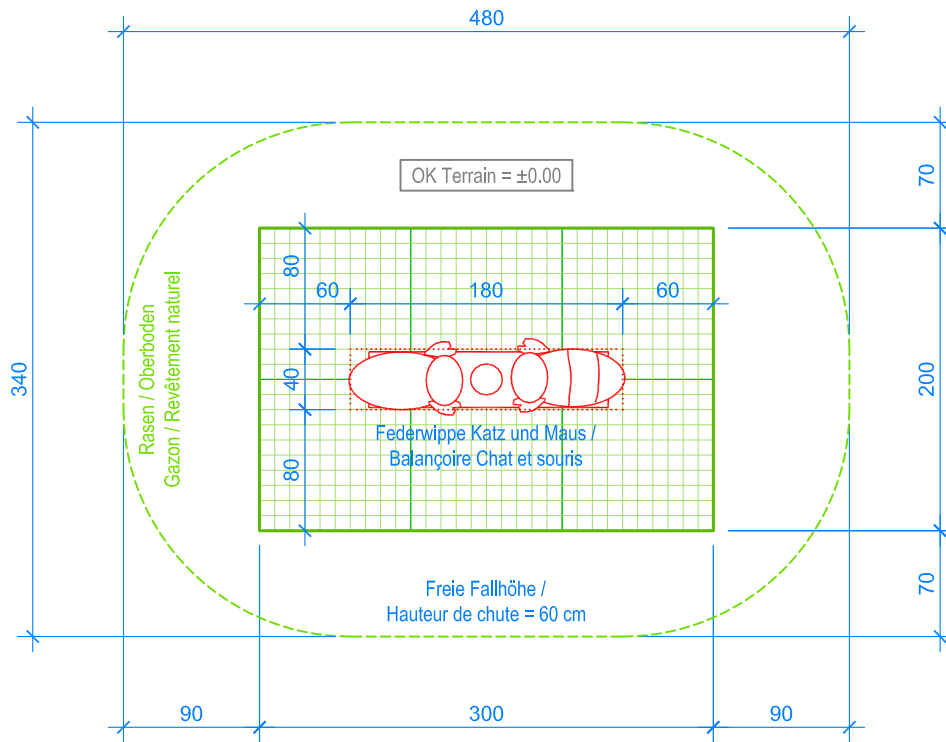 480
OK Terrain = ±0.00
70
80
60
180
60
340
Rasen / Oberboden
Gazon / Revêtement naturel
40
200
Federwippe Katz und Maus /
Balançoire Chat et souris
80
Freie Fallhöhe /
Hauteur de chute = 60 cm
70
90
300
90